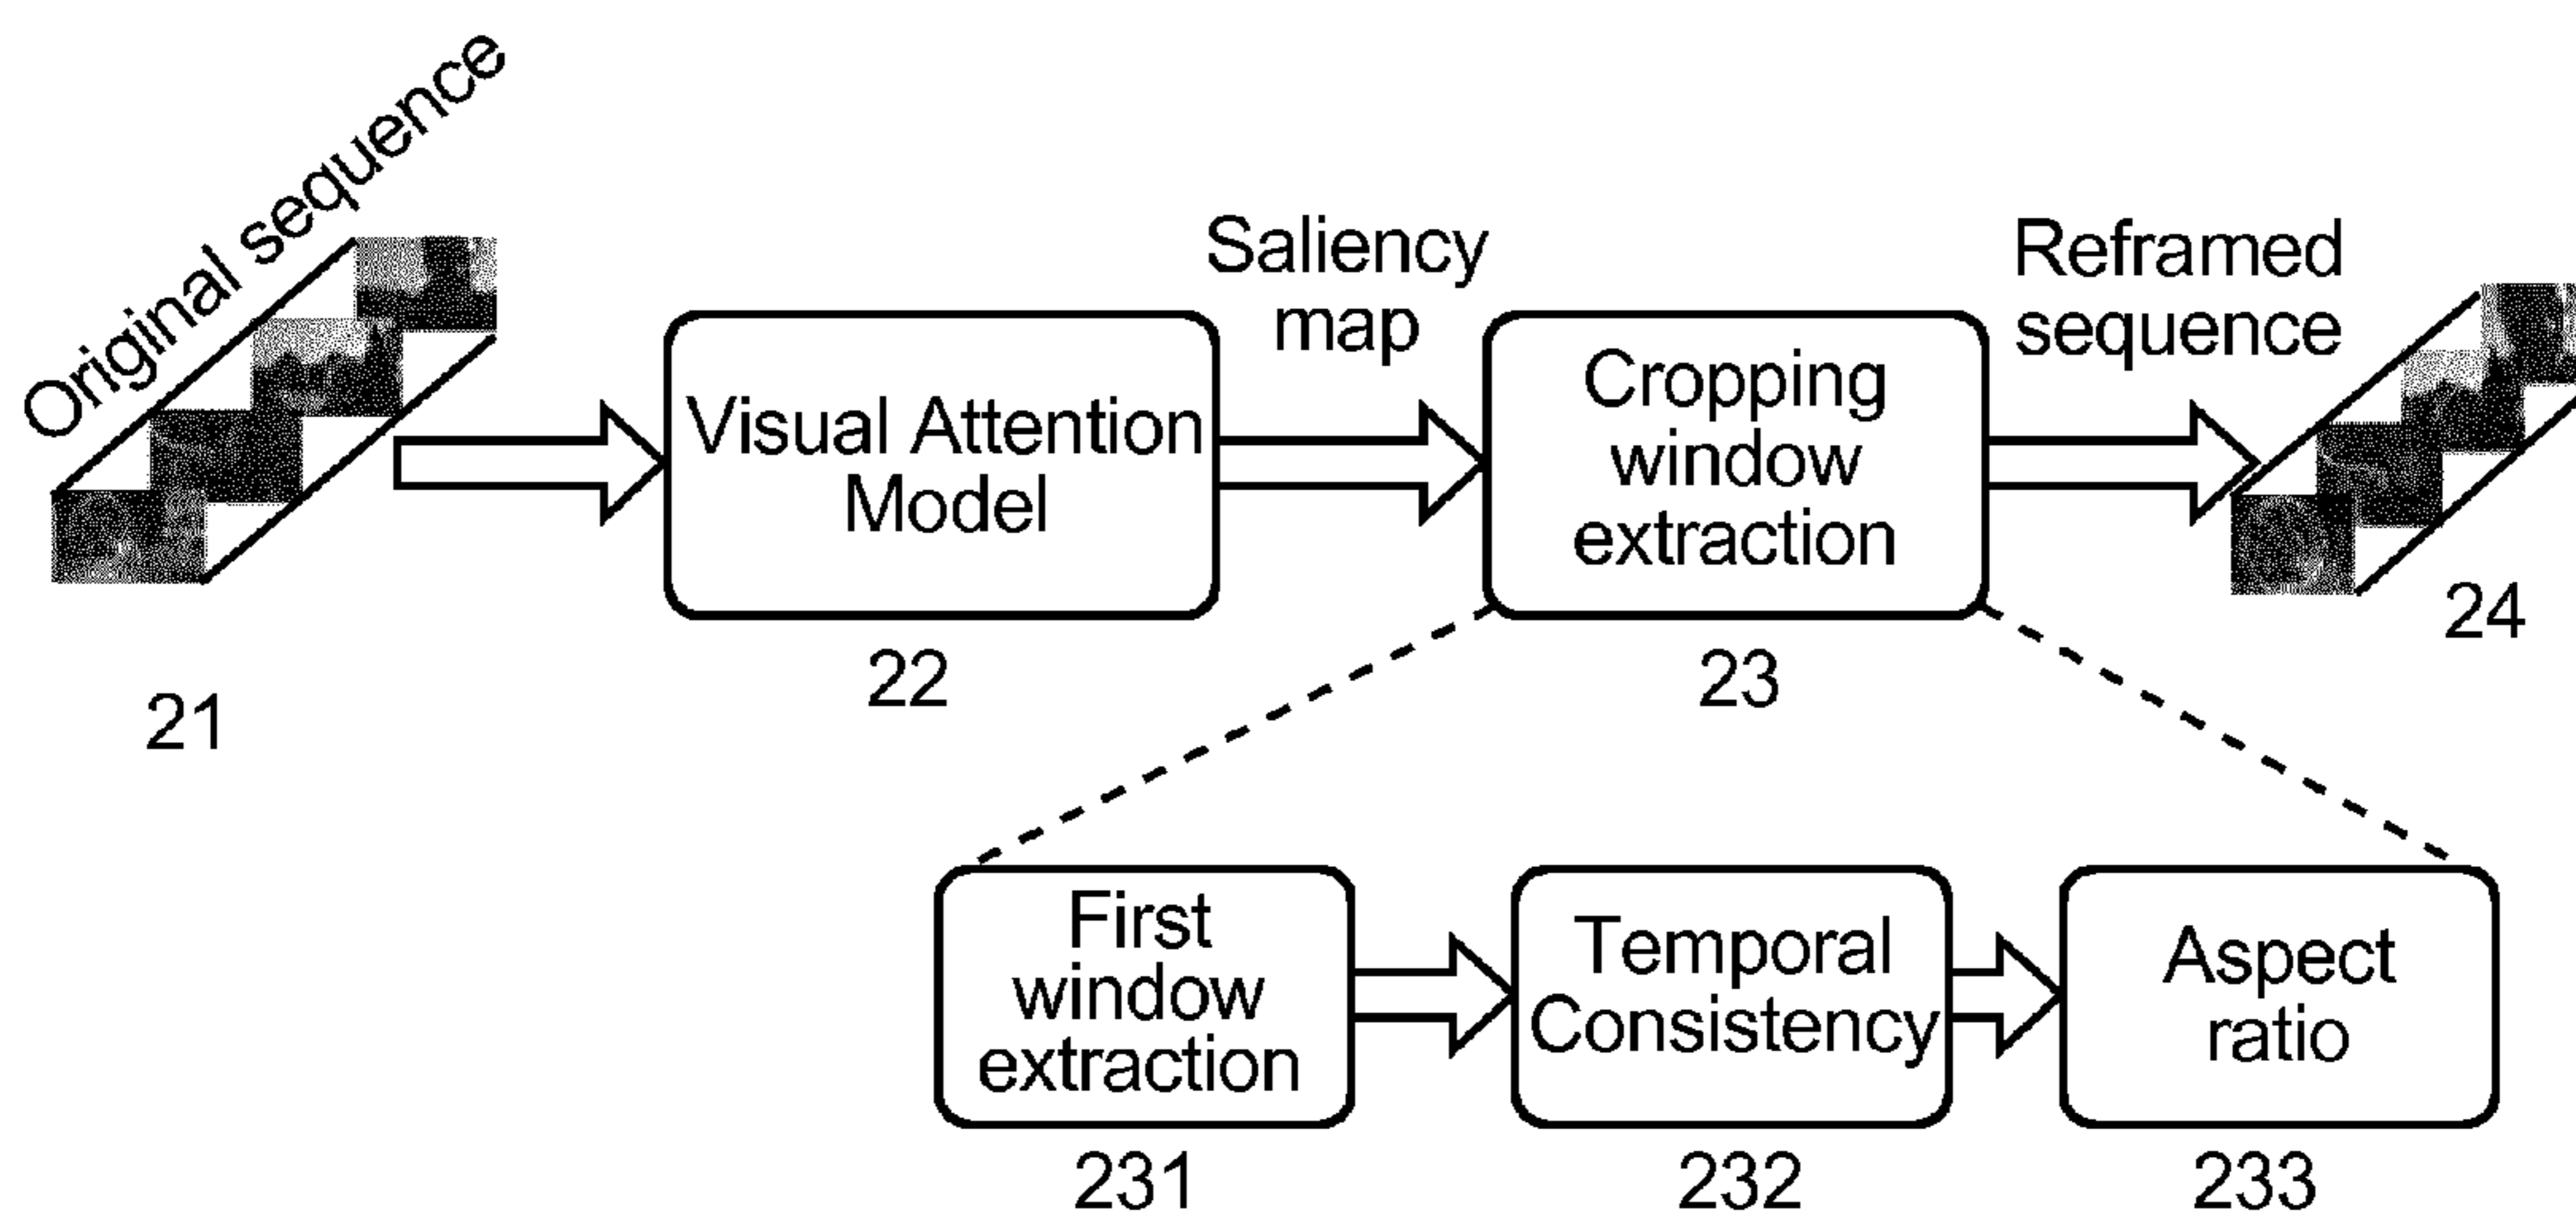 Original sequence
21
Visual Attention
Model
22
Saliency
map
Cropping
window
extraction
23
Reframed
sequence
24
First
window
extraction
231
Temporal
Consistency
232
Aspect
ratio
233